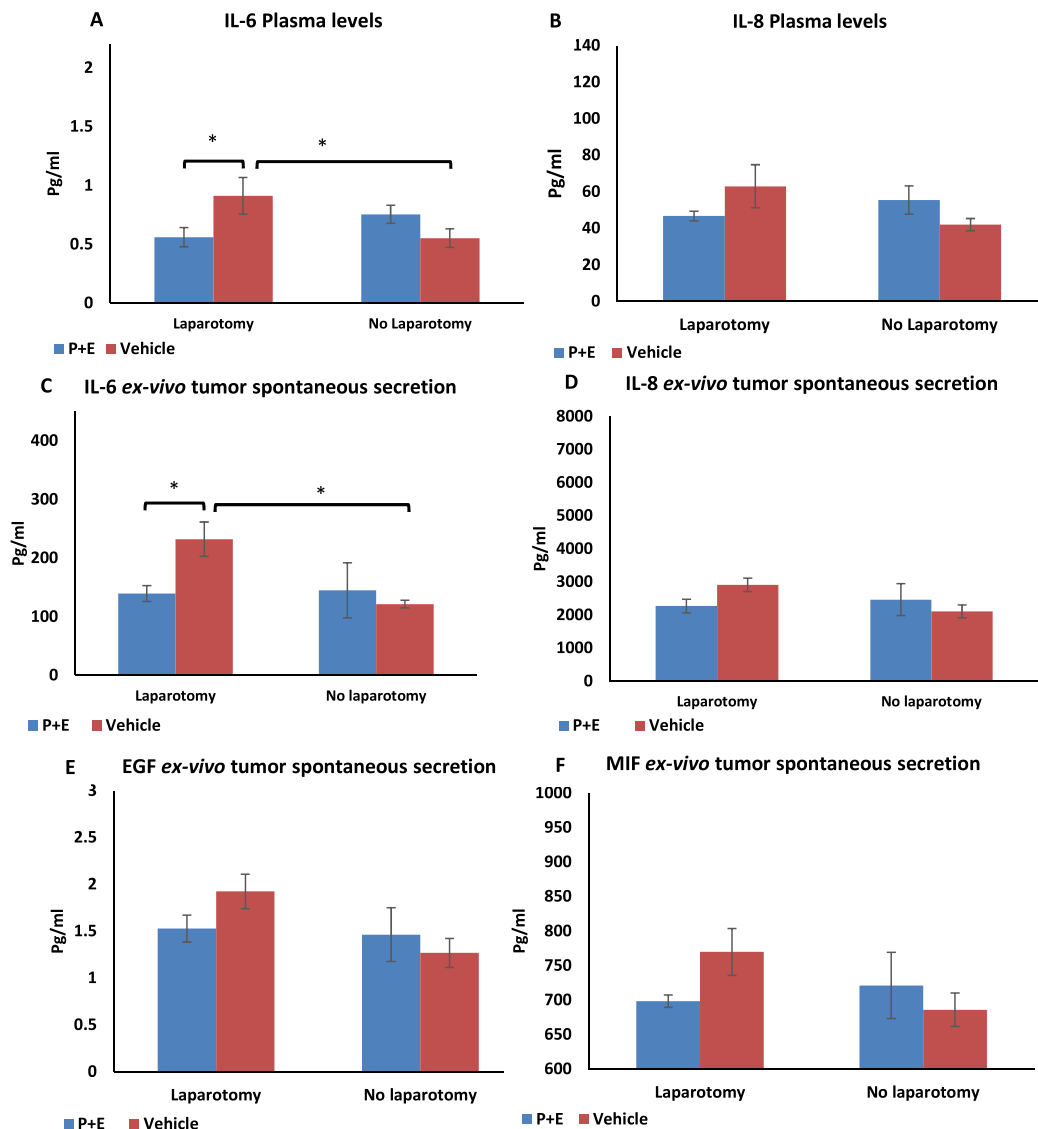 A
IL-6 Plasma levels
2
1.5
1
0.5
0
Pg/ml
*
*
Laparotomy
No Laparotomy
P+E Vehicle
B
IL-8 Plasma levels
140
120
100
80
60
40
20
0
Pg/ml
Laparotomy
No Laparotomy
P+E Vehicle
C
IL-6 ex-vivo tumor spontaneous secretion
400
300
200
100
0
Pg/ml
*
*
Laparotomy
No laparotomy
P+E Vehicle
D
IL-8 ex-vivo tumor spontaneous secretion
8000
7000
6000
5000
4000
3000
2000
1000
0
Pg/ml
Laparotomy
No laparotomy
P+E Vehicle
E
EGF ex-vivo tumor spontaneous secretion
3
2.5
2
1.5
1
0.5
0
Pg/ml
Laparotomy
No laparotomy
P+E Vehicle
F
MIF ex-vivo tumor spontaneous secretion
1000
950
900
850
800
750
700
650
600
Pg/ml
Laparotomy
No laparotomy
P+E Vehicle